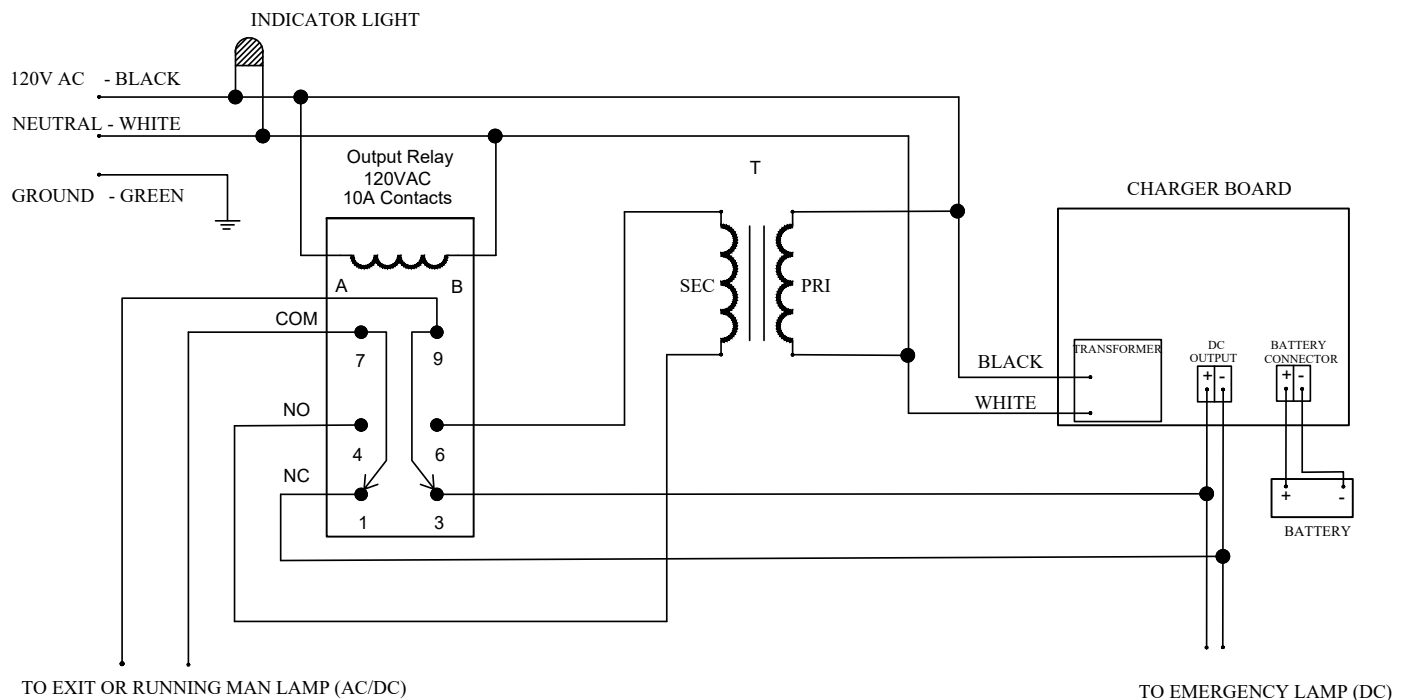 INDICATOR LIGHT
120V AC - BLACK
NEUTRAL - WHITE
GROUND - GREEN
Output Relay
120VAC
10A Contacts
T
CHARGER BOARD
A B
SEC PRI
COM
7 9
NO
4 6
NC
1 3
BLACK
WHITE
TRANSFORMER
DC
OUTPUT
+ -
BATTERY
CONNECTOR
+ -
+ -
BATTERY
TO EXIT OR RUNNING MAN LAMP (AC/DC)
TO EMERGENCY LAMP (DC)